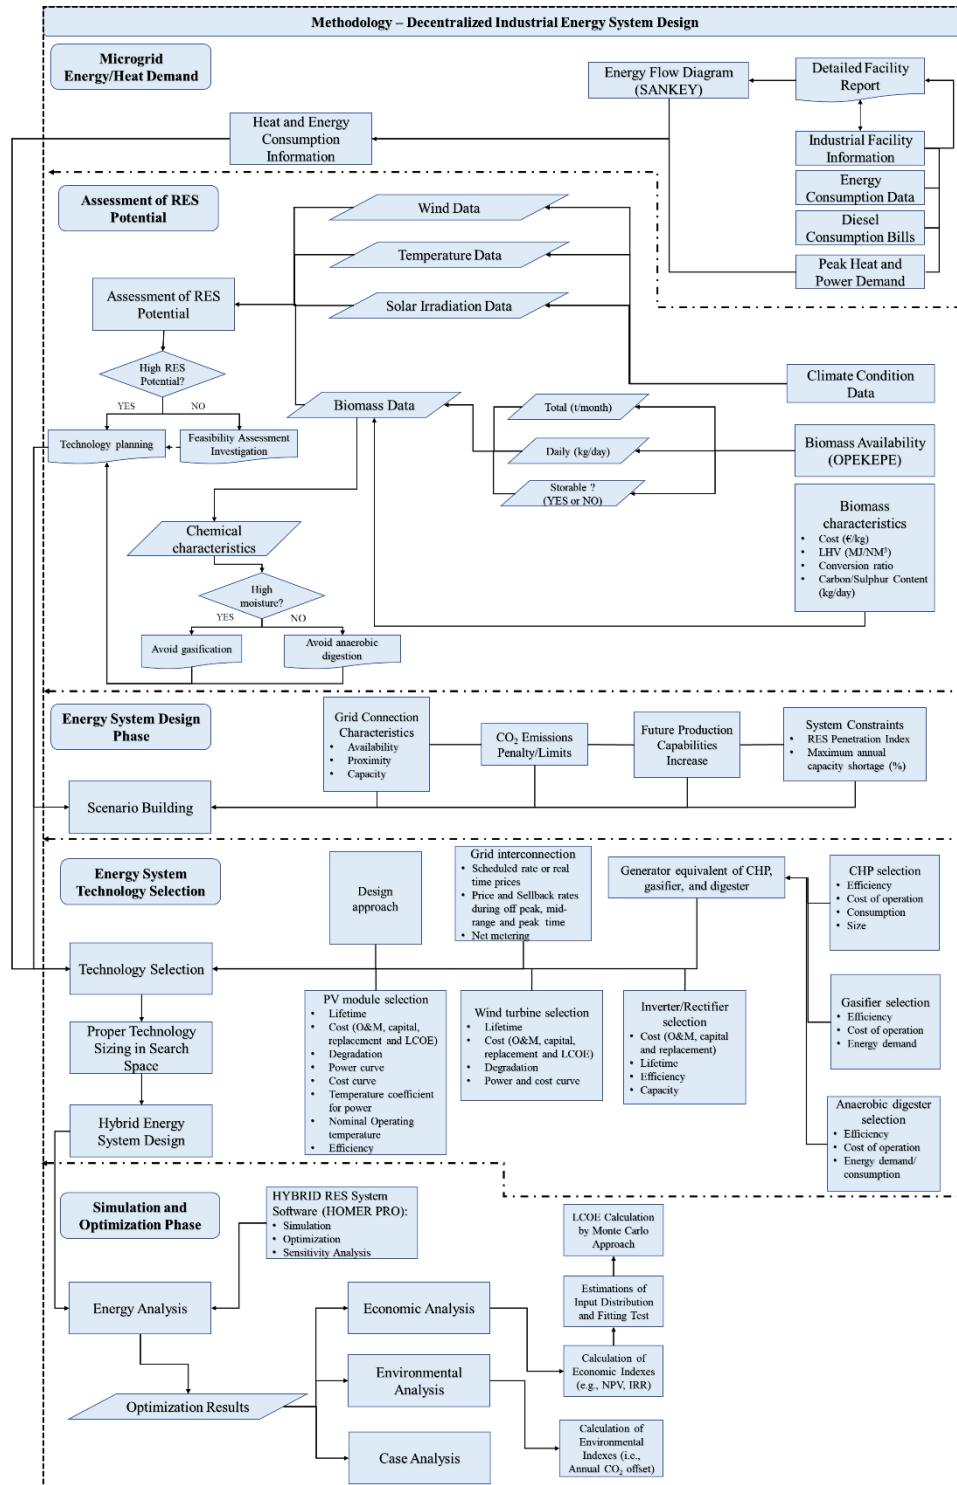 Methodology – Decentralized Industrial Energy System Design
Microgrid
Energy/Heat Demand
Energy Flow Diagram
(SANKEY)
Detailed Facility
Report
Heat and Energy
Consumption
Information
Industrial Facility
Information
Energy
Consumption Data
Diesel
Consumption Bills
Peak Heat and
Power Demand
Assessment of RES
Potential
Wind Data
Temperature Data
Solar Irradiation Data
Assessment of RES
Potential
High RES
Potential?
YES
NO
Technology planning
Feasibility Assessment
Investigation
Climate Condition
Data
Biomass Data
Total (t/month)
Daily (kg/day)
Storable ?
(YES or NO)
Biomass Availability
(OPEKEPE)
Biomass
characteristics
• Cost (€/kg)
• LHV (MJ/NM³)
• Conversion ratio
• Carbon/Sulphur Content
(kg/day)
Chemical
characteristics
High
moisture?
YES
NO
Avoid gasification
Avoid anaerobic
digestion
Energy System Design
Phase
Grid Connection
Characteristics
• Availability
• Proximity
• Capacity
CO₂ Emissions
Penalty/Limits
Future Production
Capabilities
Increase
System Constraints
• RES Penetration Index
• Maximum annual
capacity shortage (%)
Scenario Building
Energy System
Technology Selection
Design
approach
Grid interconnection
• Scheduled rate or real
time prices
• Price and Sellback rates
during off peak, mid-
range and peak time
• Net metering
Generator equivalent of CHP,
gasifier, and digester
CHP selection
• Efficiency
• Cost of operation
• Consumption
• Size
Technology Selection
Proper Technology
Sizing in Search
Space
Hybrid Energy
System Design
PV module selection
• Lifetime
• Cost (O&M, capital,
replacement and LCOE)
• Degradation
• Power curve
• Cost curve
• Temperature coefficient
for power
• Nominal Operating
temperature
• Efficiency
Wind turbine selection
• Lifetime
• Cost (O&M, capital,
replacement and LCOE)
• Degradation
• Power and cost curve
Inverter/Rectifier
selection
• Cost (O&M, capital
and replacement)
• Lifetime
• Efficiency
• Capacity
Gasifier selection
• Efficiency
• Cost of operation
• Energy demand
Anaerobic digester
selection
• Efficiency
• Cost of operation
• Energy demand/
consumption
Simulation and
Optimization Phase
HYBRID RES System
Software (HOMER PRO):
• Simulation
• Optimization
• Sensitivity Analysis
LCOE Calculation
by Monte Carlo
Approach
Energy Analysis
Economic Analysis
Estimations of
Input Distribution
and Fitting Test
Environmental
Analysis
Calculation of
Economic Indexes
(e.g., NPV, IRR)
Optimization Results
Case Analysis
Calculation of
Environmental
Indexes (i.e.,
Annual CO₂ offset)